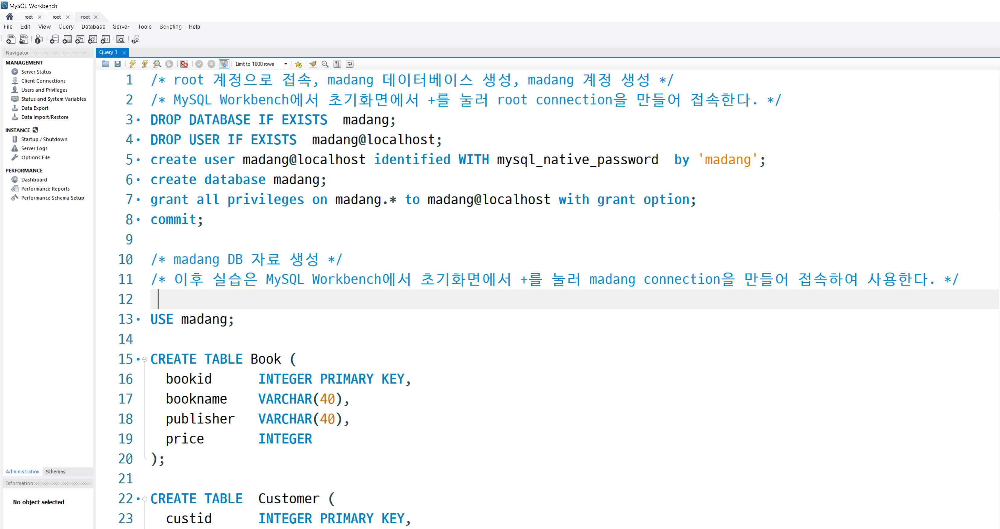 MySQL Workbench
root root root
File Edit View Query Database Server Tools Scripting Help
Navigator
MANAGEMENT
Server Status
Client Connections
Users and Privileges
Status and System Variables
Data Export
Data Import/Restore
INSTANCE
Startup / Shutdown
Server Logs
Options File
PERFORMANCE
Dashboard
Performance Reports
Performance Schema Setup
Administration Schemas
Information
No object selected
Query 1
Limit to 1000 rows
1 /* root 계정으로 접속, madang 데이터베이스 생성, madang 계정 생성 */
2 /* MySQL Workbench에서 초기화면에서 +를 눌러 root connection을 만들어 접속한다. */
3 DROP DATABASE IF EXISTS  madang;
4 DROP USER IF EXISTS  madang@localhost;
5 create user madang@localhost identified WITH mysql_native_password  by 'madang';
6 create database madang;
7 grant all privileges on madang.* to madang@localhost with grant option;
8 commit;
9
10 /* madang DB 자료 생성 */
11 /* 이후 실습은 MySQL Workbench에서 초기화면에서 +를 눌러 madang connection을 만들어 접속하여 사용한다. */
12
13 USE madang;
14
15 CREATE TABLE Book (
16   bookid      INTEGER PRIMARY KEY,
17   bookname    VARCHAR(40),
18   publisher   VARCHAR(40),
19   price       INTEGER
20 );
21
22 CREATE TABLE  Customer (
23   custid      INTEGER PRIMARY KEY,